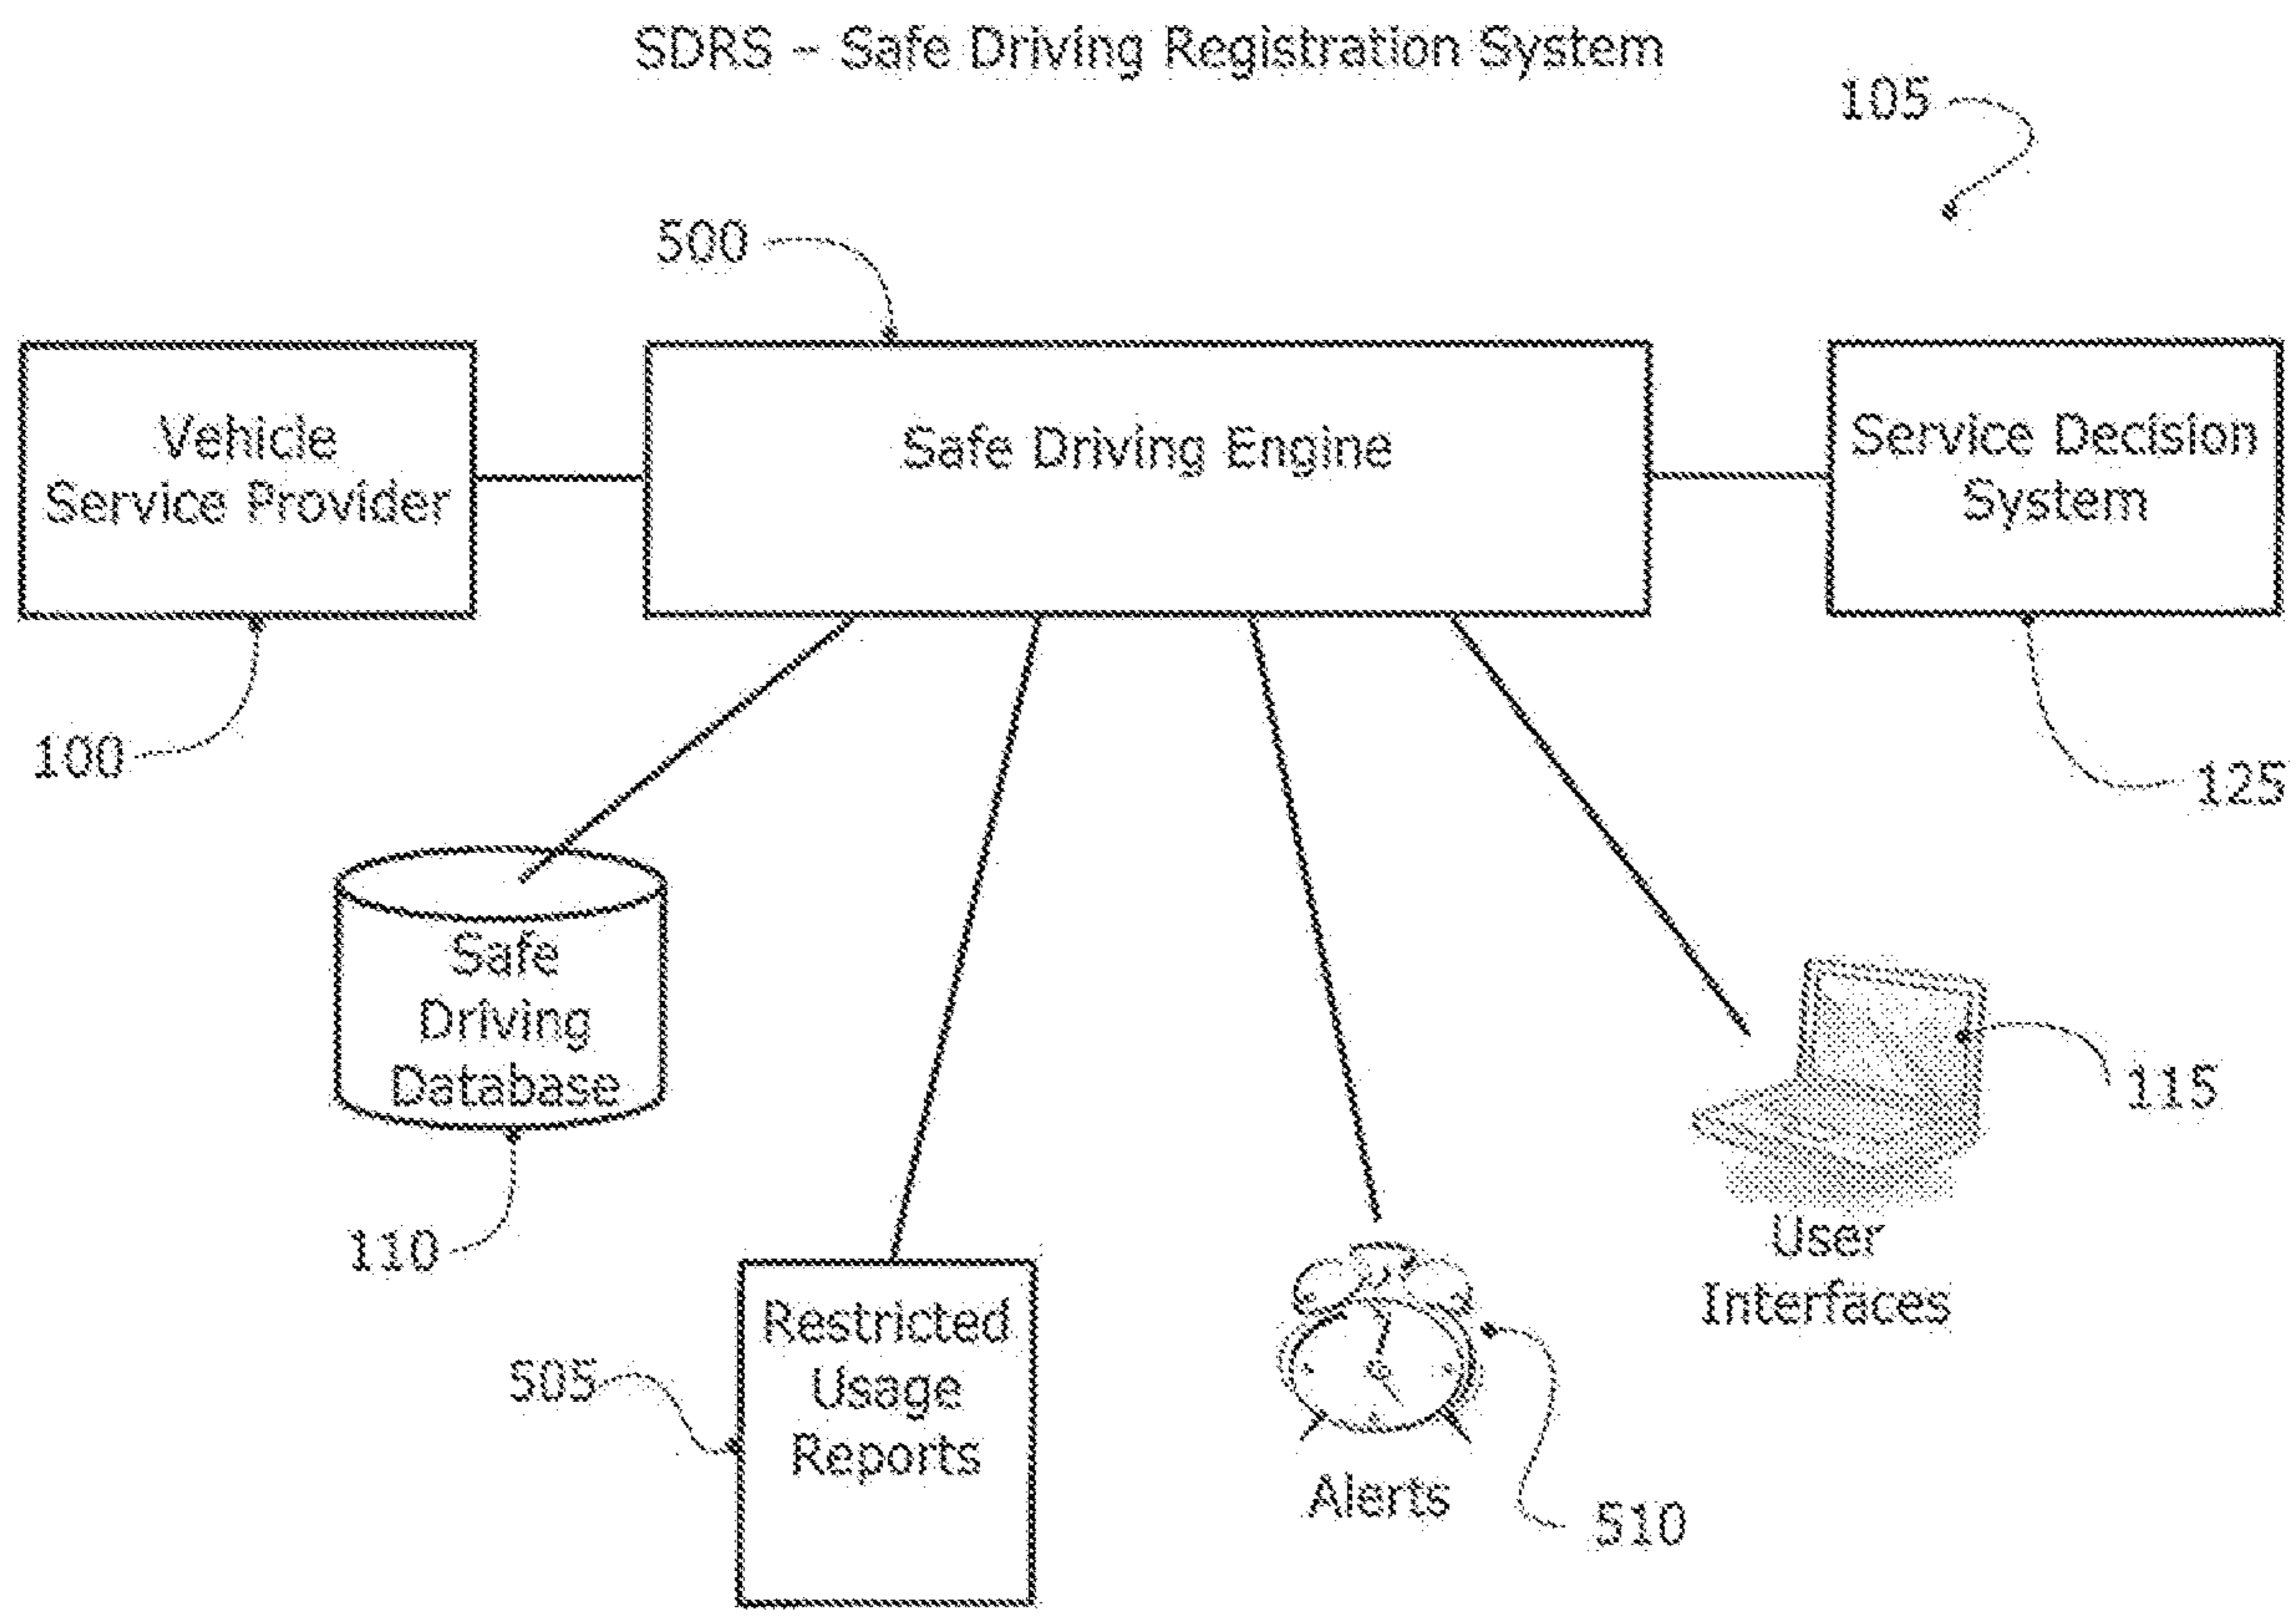 SDRS – Safe Driving Registration System
105
500
Vehicle
Service Provider
Safe Driving Engine
Service Decision
System
100
125
Safe
Driving
Database
115
110
User
Interfaces
Restricted
Usage
Reports
505
Alerts
510